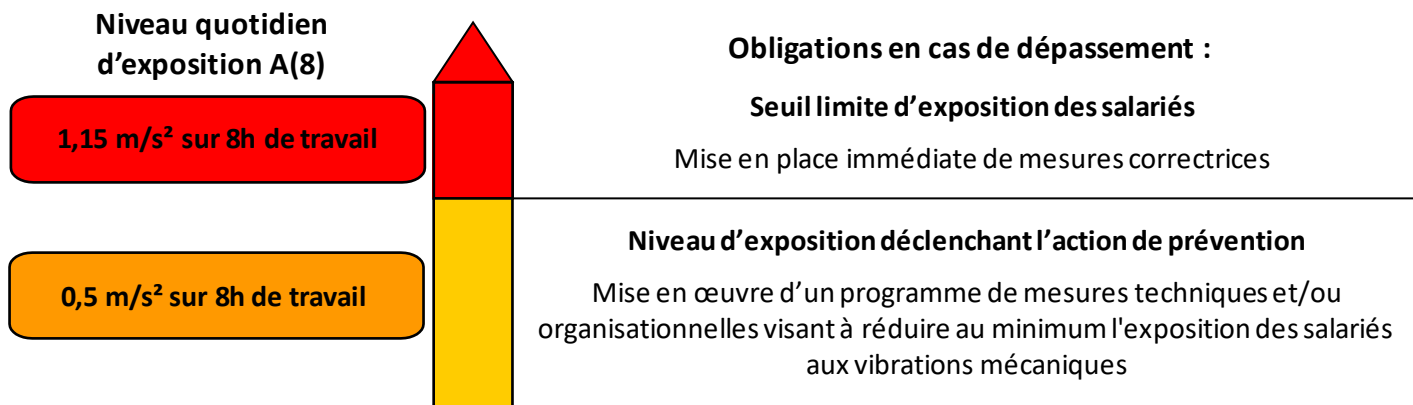 Niveau quotidien
d’exposition A(8)
Obligations en cas de dépassement :
1,15 m/s² sur 8h de travail
Seuil limite d’exposition des salariés
Mise en place immédiate de mesures correctrices
0,5 m/s² sur 8h de travail
Niveau d’exposition déclenchant l’action de prévention
Mise en œuvre d’un programme de mesures techniques et/ou
organisationnelles visant à réduire au minimum l'exposition des salariés
aux vibrations mécaniques